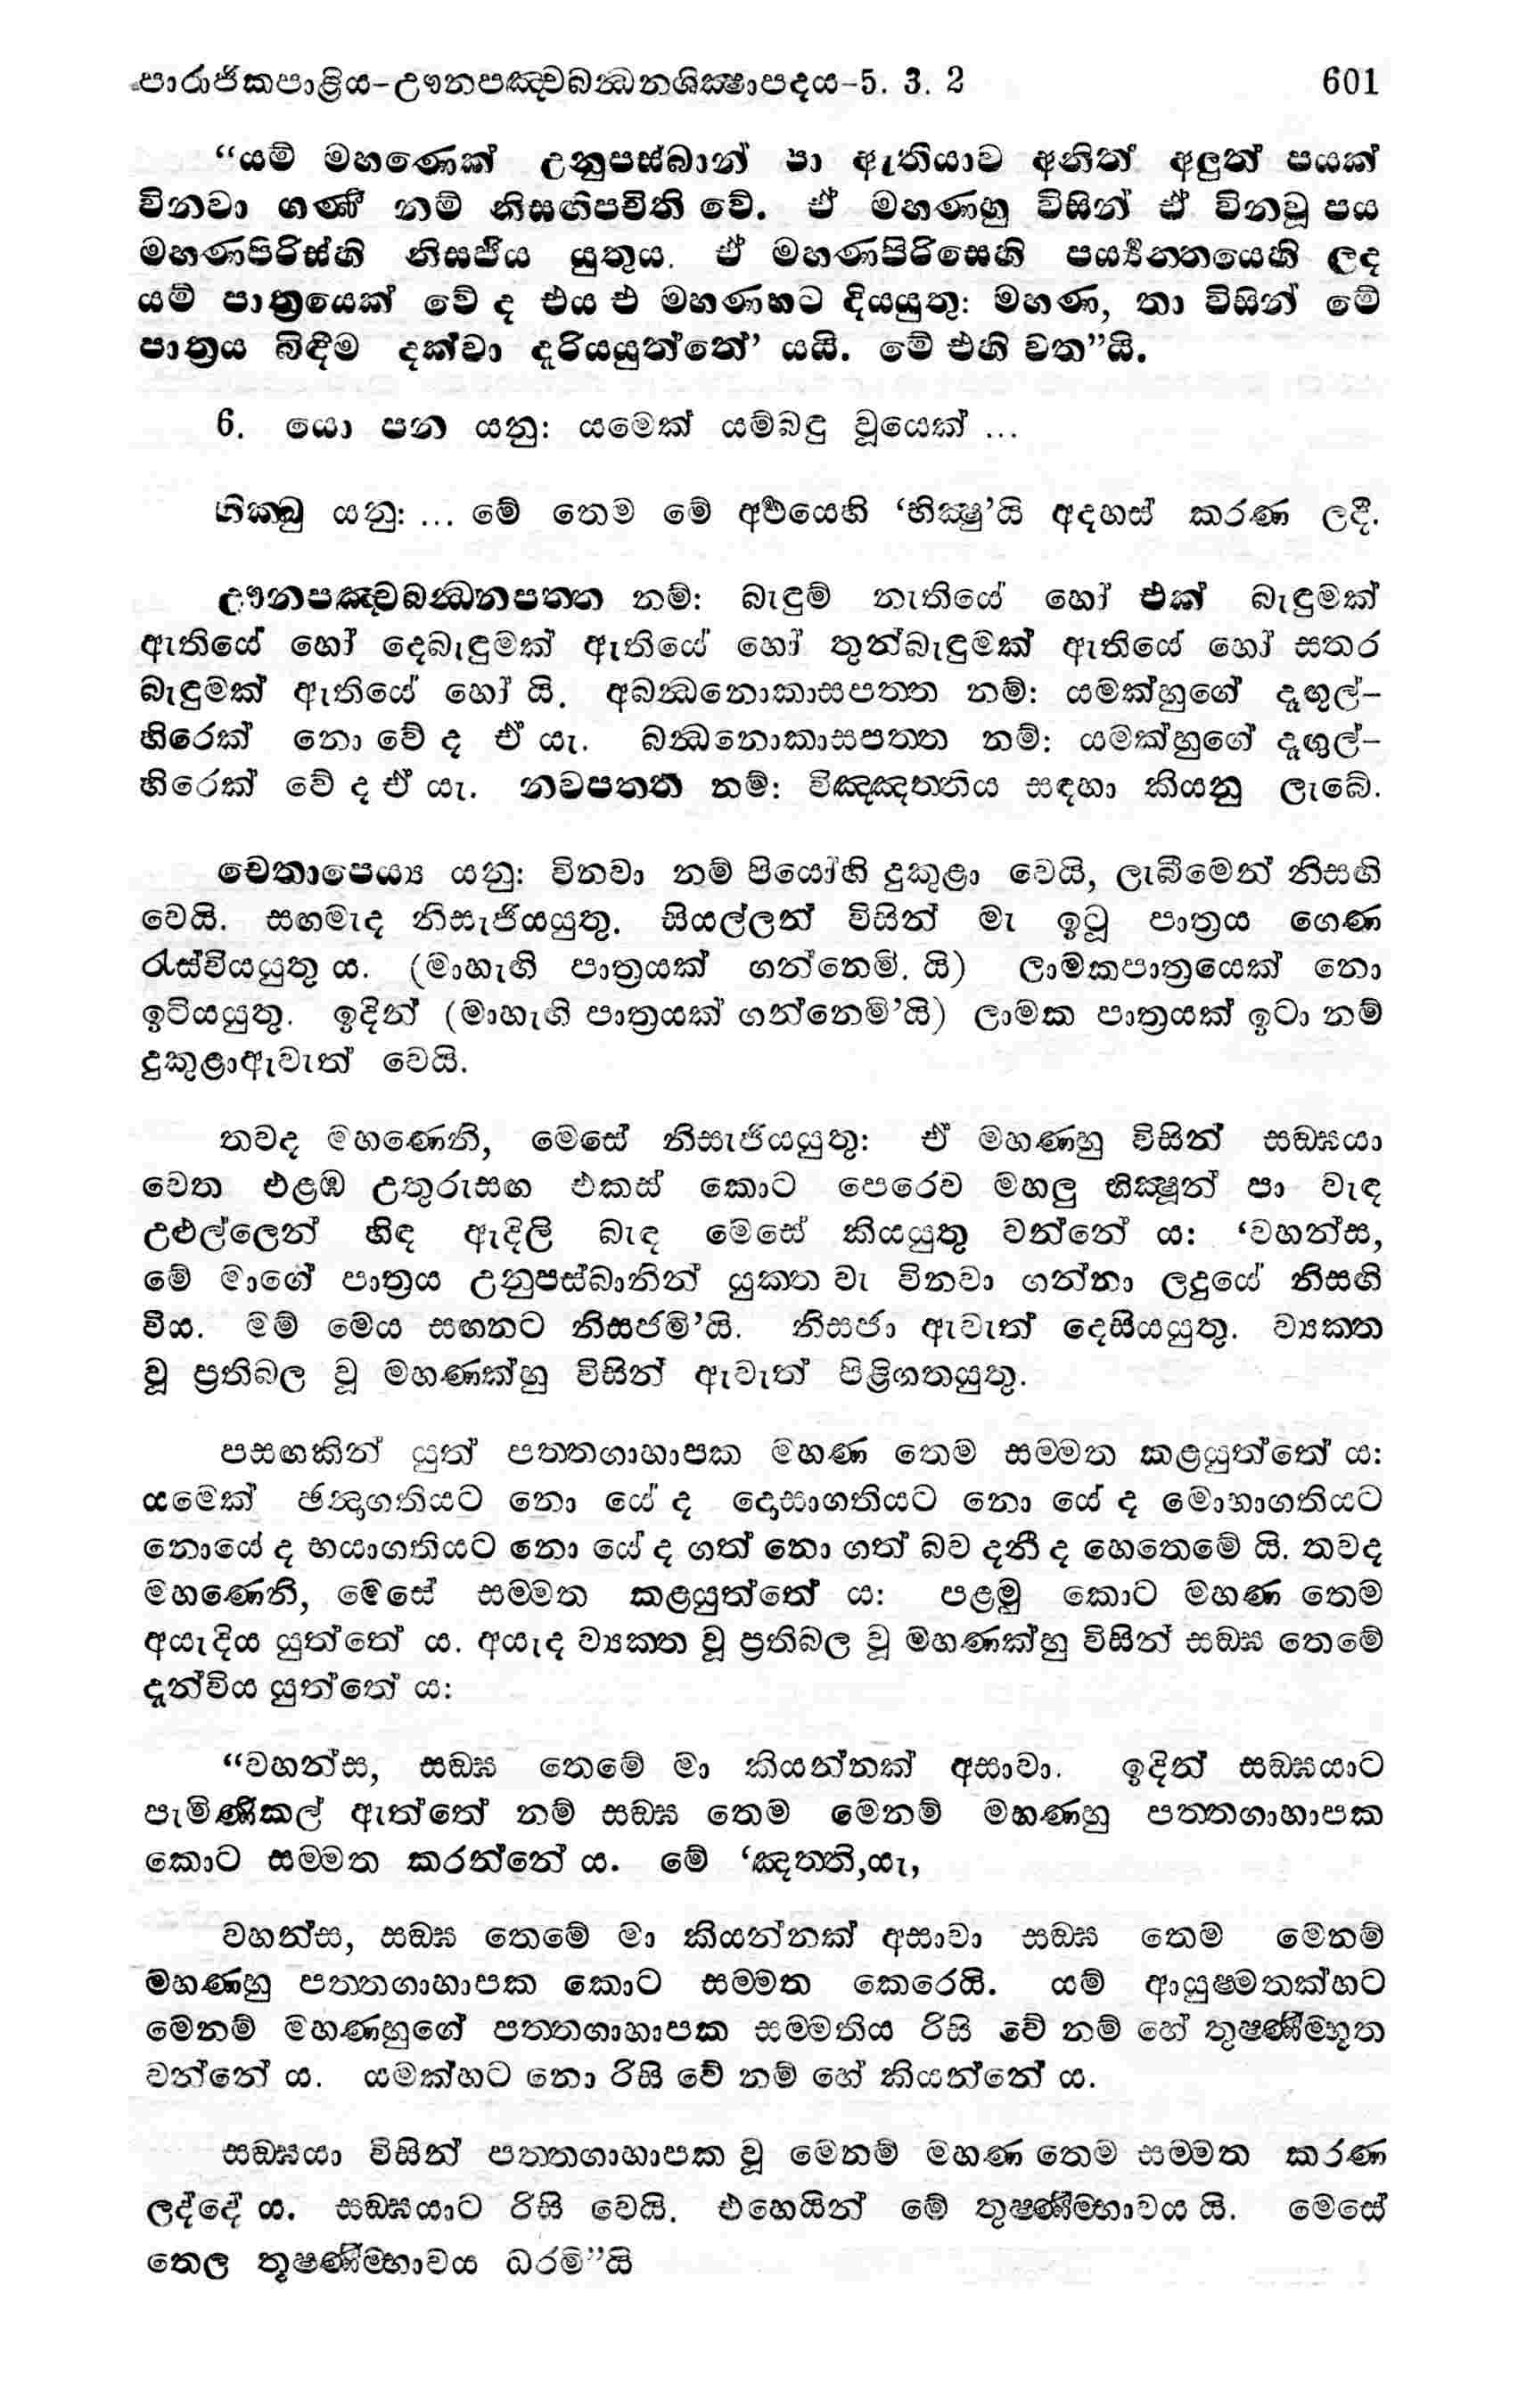 පාරාජිකපාළිය-ඌනපඤ්චබන්ධනශික්ෂාපදය-5. 3. 2 601
“යම් මහණෙක් උනුපස්බාන් පා ඇතියාව අනිත් අලුත් පයක්
විනවා ගණී නම් නිසඟිපචිති වේ. ඒ මහණහු විසින් ඒ විනවූ පය
මහණපිරිස්හි නිසජිය යුතුය. ඒ මහණපිරිසෙහි පර්‍ය්‍යන්තයෙහි ලද
යම් පාත්‍රයෙක් වේ ද එය එ මහණහට දියයුතු: මහණ, තා විසින් මේ
පාත්‍රය බිඳීම දක්වා දැරියයුත්තේ’ යයි. මේ එහි වත”යි.
6. යො පන යනු: යමෙක් යම්බඳු වූයෙක් ...
භික්ඛු යනු: ... මේ තෙම මේ අර්‍ථයෙහි ‘භික්ෂු’යි අදහස් කරණ ලදී.
ඌනපඤ්චබන්ධනපත්ත නම්: බැඳුම් නැතියේ හෝ එක් බැඳුමක්
ඇතියේ හෝ දෙබැඳුමක් ඇතියේ හෝ තුන්බැඳුමක් ඇතියේ හෝ සතර
බැඳුමක් ඇතියේ හෝ යි. අබන්ධනොකාසපත්ත නම්: යමක්හුගේ දෑඟුල්-
හිරෙක් නො වේ ද ඒ යැ. බන්ධනොකාසපත්ත නම්: යමක්හුගේ දෑඟුල්-
හිරෙක් වේ ද ඒ යැ. නවපත්ත නම්: විඤ්ඤත්තිය සඳහා කියනු ලැබේ.
චෙතාපෙය්‍ය යනු: විනවා නම් පියෝහි දුකුළා වෙයි, ලැබීමෙන් නිසඟි
වෙයි. සඟමැද නිසැජියයුතු. සියල්ලන් විසින් මැ ඉටූ පාත්‍රය ගෙණ
රැස්වියයුතු ය. (මාහැඟි පාත්‍රයක් ගන්නෙමි. යි) ලාමකපාත්‍රයෙක් නො
ඉටියයුතු. ඉදින් (මාහැඟි පාත්‍රයක් ගන්නෙමි’යි) ලාමක පාත්‍රයක් ඉටා නම්
දුකුළාඇවැත් වෙයි.
තවද මහණෙනි, මෙසේ නිසැජියයුතු: ඒ මහණහු විසින් සඞ්ඝයා
වෙත එළඹ උතුරුසඟ එකස් කොට පෙරෙව මහලු භික්ෂූන් පා වැඳ
උළුල්ලෙන් හිඳ ඇඳිලි බැඳ මෙසේ කියයුතු වන්නේ ය: ‘වහන්ස,
මේ මාගේ පාත්‍රය උනුපස්බානින් යුක්ත වැ විනවා ගන්නා ලදුයේ නිසඟි
විය. මම් මෙය සඟනට නිසජමි’යි. නිසජා ඇවැත් දෙසියයුතු. ව්‍යක්ත
වූ ප්‍රතිබල වූ මහණක්හු විසින් ඇවැත් පිළිගතයුතු.
පසඟකින් යුත් පත්තගාහාපක මහණ තෙම සම්මත කළයුත්තේ ය:
යමෙක් ඡන්දාගතියට නො යේ ද දොසාගතියට නො යේ ද මොහාගතියට
නොයේ ද භයාගතියට නො යේ ද ගත් නො ගත් බව දනී ද හෙතෙමේ යි. තවද
මහණෙනි, මෙසේ සම්මත කළයුත්තේ ය: පළමු කොට මහණ තෙම
අයැදිය යුත්තේ ය. අයැද ව්‍යක්ත වූ ප්‍රතිබල වූ මහණක්හු විසින් සඞ්ඝ තෙමේ
දැන්විය යුත්තේ ය:
“වහන්ස, සඞ්ඝ තෙමේ මා කියන්නක් අසාවා. ඉදින් සඞ්ඝයාට
පැමිණිකල් ඇත්තේ නම් සඞ්ඝ තෙම මෙනම් මහණහු පත්තගාහාපක
කොට සම්මත කරන්නේ ය. මේ ‘ඤත්ති,යැ,
වහන්ස, සඞ්ඝ තෙමේ මා කියන්නක් අසාවා සඞ්ඝ තෙම මෙනම්
මහණහු පත්තගාහාපක කොට සම්මත කෙරෙයි. යම් ආයුෂ්මතක්හට
මෙනම් මහණහුගේ පත්තගාහාපක සම්මතිය රිසි වේ නම් හේ තුෂ්ණීම්භූත
වන්නේ ය. යමක්හට නො රිසි වේ නම් හේ කියන්නේ ය.
සඞ්ඝයා විසින් පත්තගාහාපක වූ මෙනම් මහණ තෙම සම්මත කරණ
ලද්දේ ය. සඞ්ඝයාට රිසි වෙයි. එහෙයින් මේ තුෂ්ණීම්භාවය යි. මෙසේ
තෙල තූෂ්ණීම්භාවය ධරමි”යි